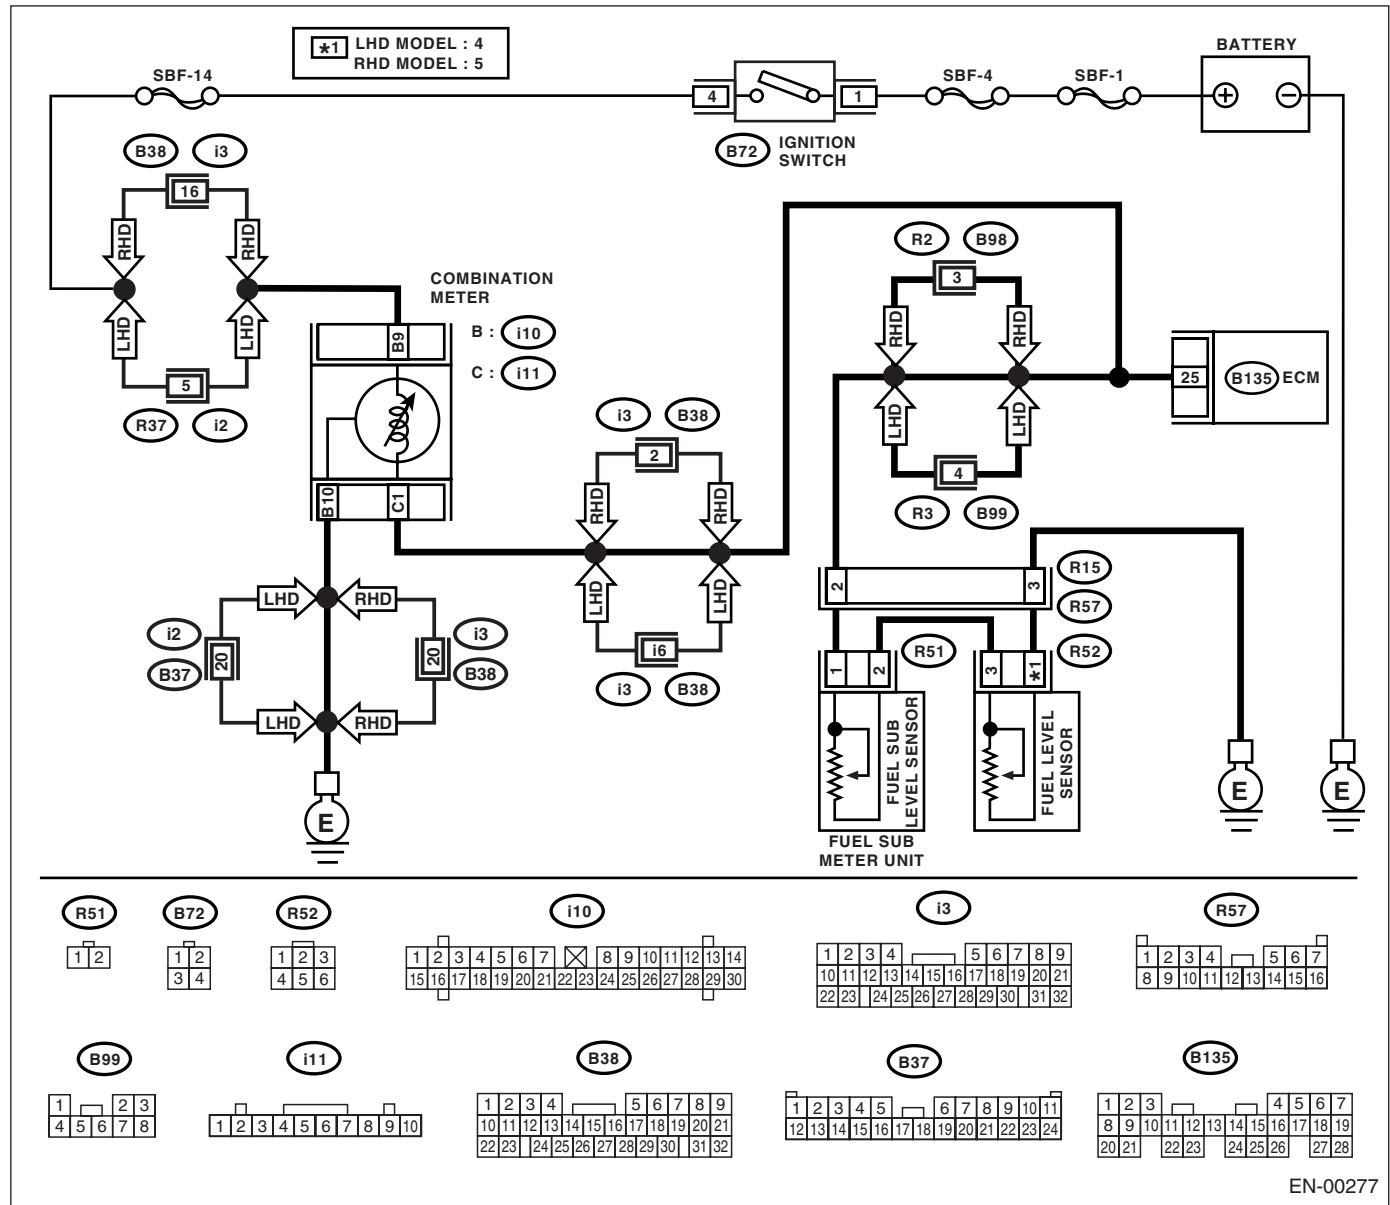 *1 LHD MODEL : 4
RHD MODEL : 5
SBF-14
4
1
SBF-4
SBF-1
BATTERY
+
−
B72
IGNITION
SWITCH
B38
i3
16
RHD
RHD
LHD
LHD
5
R37
i2
COMBINATION
METER
B : i10
C : i11
B9
B10
C1
R2
B98
3
RHD
RHD
LHD
LHD
4
R3
B99
25
B135 ECM
i3
B38
2
RHD
RHD
LHD
LHD
i6
i3
B38
LHD
RHD
i2
B37
20
20
i3
B38
LHD
RHD
E
2
3
R15
R57
1
2
R51
3
*1
R52
FUEL SUB
LEVEL SENSOR
FUEL LEVEL
SENSOR
FUEL SUB
METER UNIT
E
E
R51
1 2
B72
1 2
3 4
R52
1 2 3
4 5 6
i10
1 2 3 4 5 6 7 8 9 10 11 12 13 14
15 16 17 18 19 20 21 22 23 24 25 26 27 28 29 30
i3
1 2 3 4 5 6 7 8 9
10 11 12 13 14 15 16 17 18 19 20 21
22 23 24 25 26 27 28 29 30 31 32
R57
1 2 3 4 5 6 7
8 9 10 11 12 13 14 15 16
B99
1 2 3
4 5 6 7 8
i11
1 2 3 4 5 6 7 8 9 10
B38
1 2 3 4 5 6 7 8 9
10 11 12 13 14 15 16 17 18 19 20 21
22 23 24 25 26 27 28 29 30 31 32
B37
1 2 3 4 5 6 7 8 9 10 11
12 13 14 15 16 17 18 19 20 21 22 23 24
B135
1 2 3 4 5 6 7
8 9 10 11 12 13 14 15 16 17 18 19
20 21 22 23 24 25 26 27 28
EN-00277